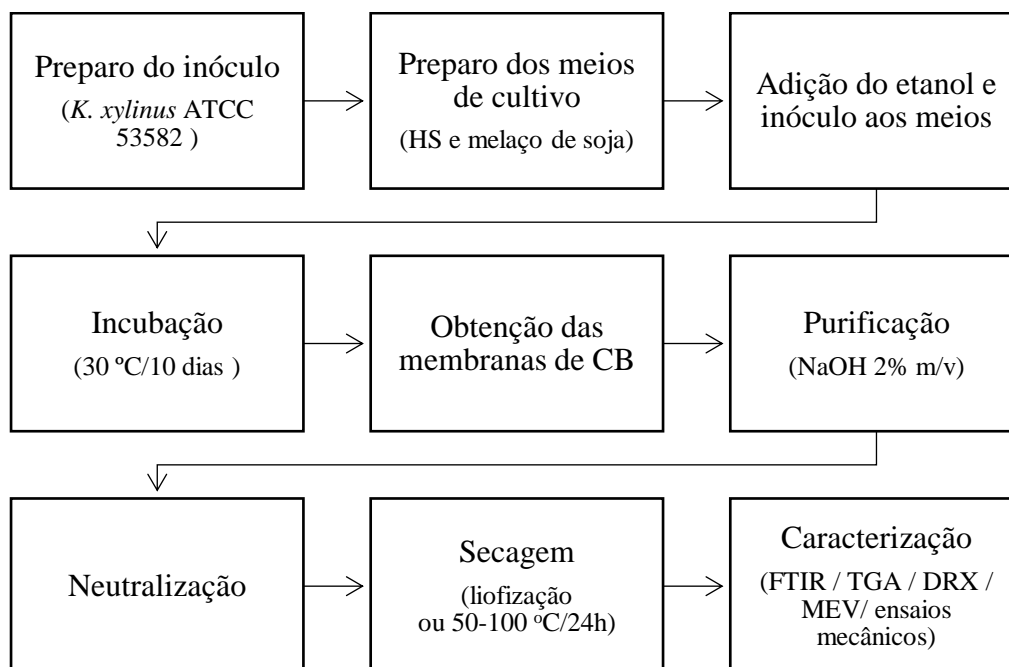 Preparo do inóculo
(K. xylinus ATCC
53582 )
Preparo dos meios
de cultivo
(HS e melaço de soja)
Adição do etanol e
inóculo aos meios
Incubação
(30 ºC/10 dias )
Obtenção das
membranas de CB
Purificação
(NaOH 2% m/v)
Neutralização
Secagem
(liofização
ou 50-100 ºC/24h)
Caracterização
(FTIR / TGA / DRX /
MEV/ ensaios
mecânicos)